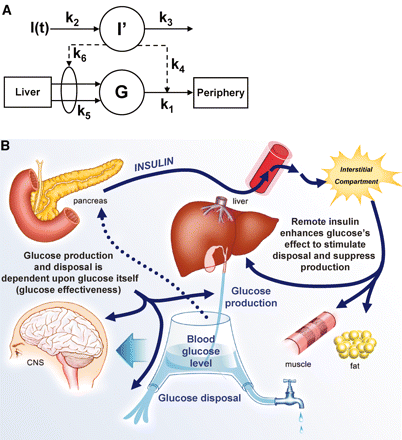 A
I(t)
k2
I'
k3
k6
k4
Liver
k5
G
k1
Periphery
B
INSULIN
pancreas
liver
Interstitial
Compartment
Remote insulin
enhances glucose's
effect to stimulate
disposal and suppress
production
Glucose production
and disposal is
dependent upon glucose itself
(glucose effectiveness)
Glucose
production
CNS
Blood
glucose
level
muscle
fat
Glucose disposal